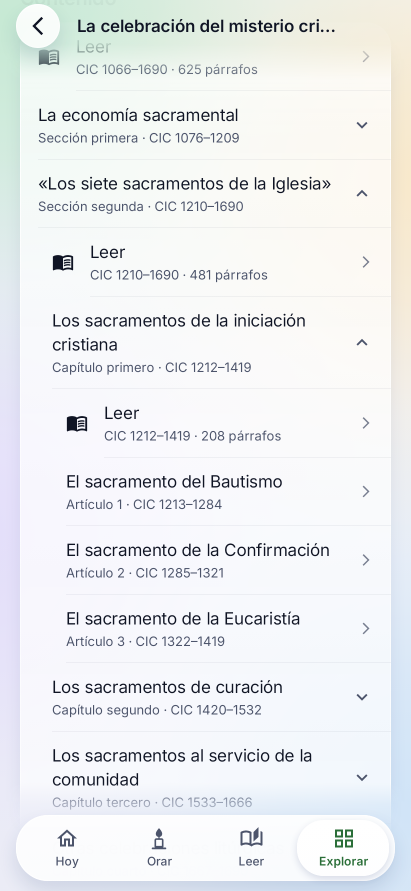 Contenido
La celebración del misterio cri…
Leer
CIC 1066–1690 · 625 párrafos
La economía sacramental
Sección primera · CIC 1076–1209
«Los siete sacramentos de la Iglesia»
Sección segunda · CIC 1210–1690
Leer
CIC 1210–1690 · 481 párrafos
Los sacramentos de la iniciación
cristiana
Capítulo primero · CIC 1212–1419
Leer
CIC 1212–1419 · 208 párrafos
El sacramento del Bautismo
Artículo 1 · CIC 1213–1284
El sacramento de la Confirmación
Artículo 2 · CIC 1285–1321
El sacramento de la Eucaristía
Artículo 3 · CIC 1322–1419
Los sacramentos de curación
Capítulo segundo · CIC 1420–1532
Los sacramentos al servicio de la
comunidad
Capítulo tercero · CIC 1533–1666
Hoy
Orar
Leer
Explorar